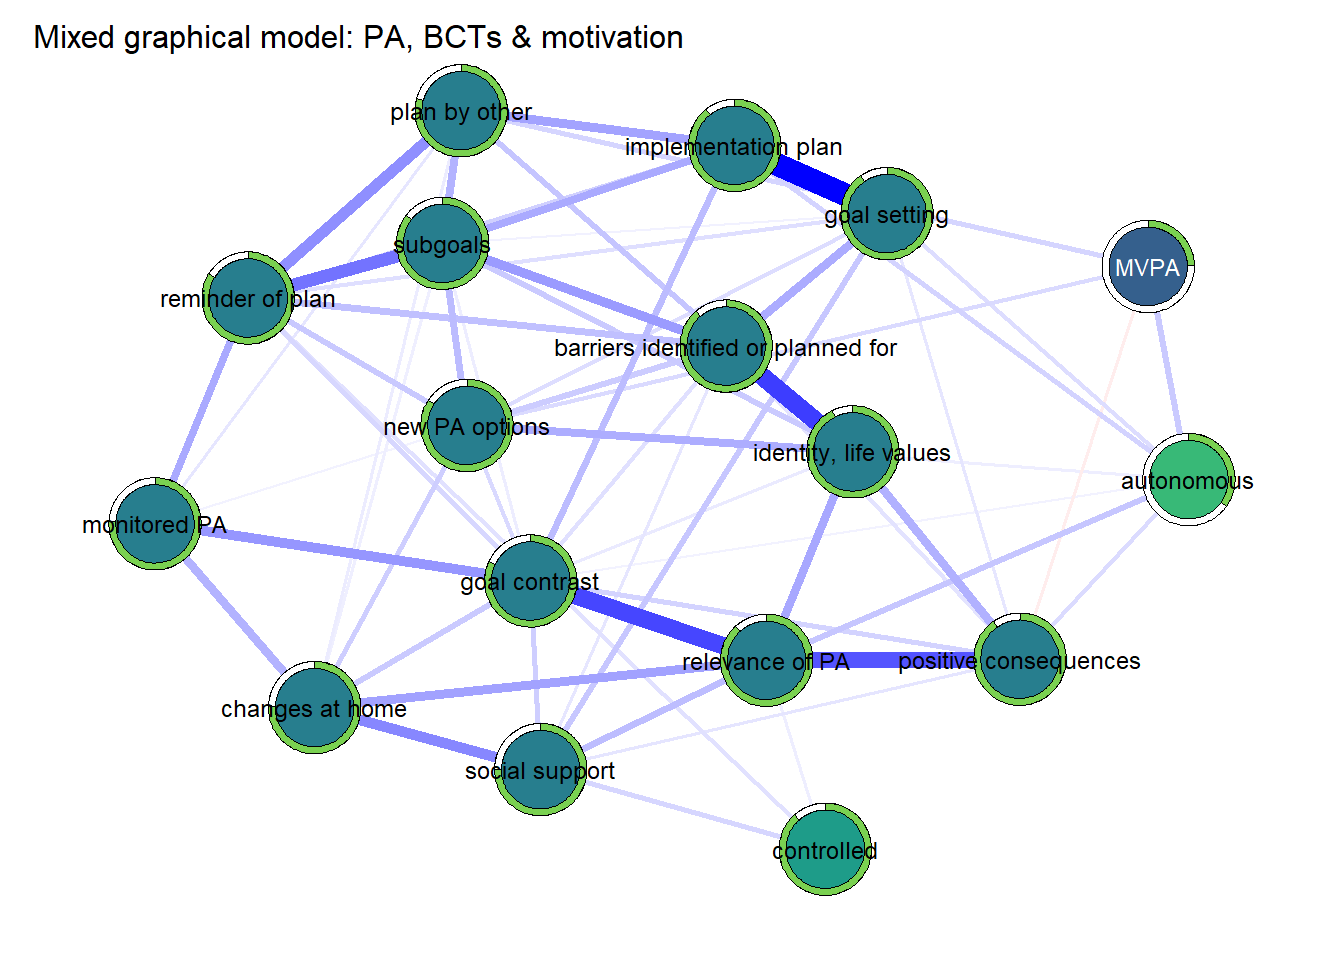 Mixed graphical model: PA, BCTs & motivation
plan by other
implementation plan
goal setting
subgoals
MVPA
reminder of plan
barriers identified or planned for
new PA options
identity, life values
autonomous
monitored PA
goal contrast
relevance of PA
positive consequences
changes at home
social support
controlled